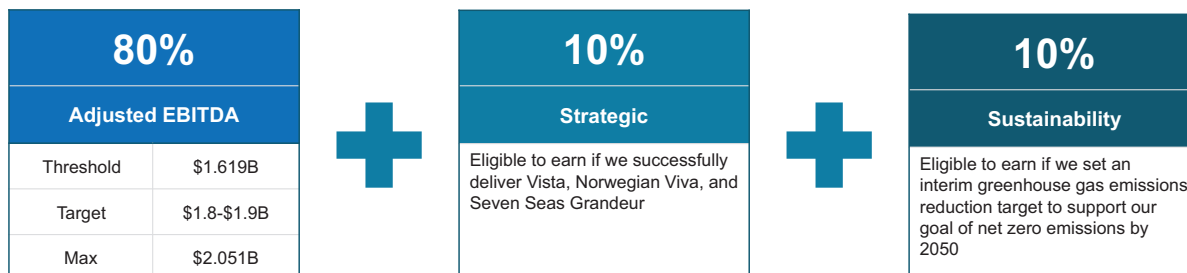 80%
Adjusted EBITDA
Threshold $1.619B
Target $1.8-$1.9B
Max $2.051B
10%
Strategic
Eligible to earn if we successfully
deliver Vista, Norwegian Viva, and
Seven Seas Grandeur
10%
Sustainability
Eligible to earn if we set an
interim greenhouse gas emissions
reduction target to support our
goal of net zero emissions by
2050